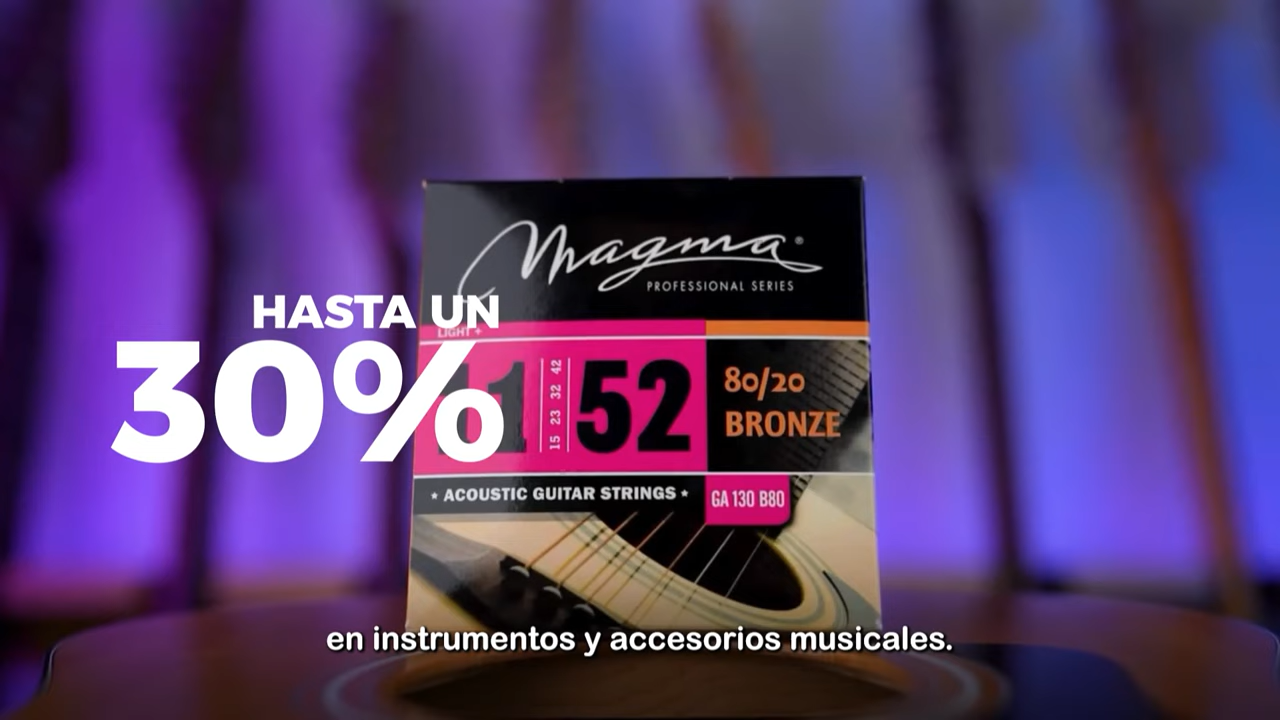 Magma®
PROFESSIONAL SERIES
HASTA UN
30%
LIGHT +
11
15 23 32 42
52
80/20
BRONZE
★ ACOUSTIC GUITAR STRINGS ★
GA 130 B80
en instrumentos y accesorios musicales.